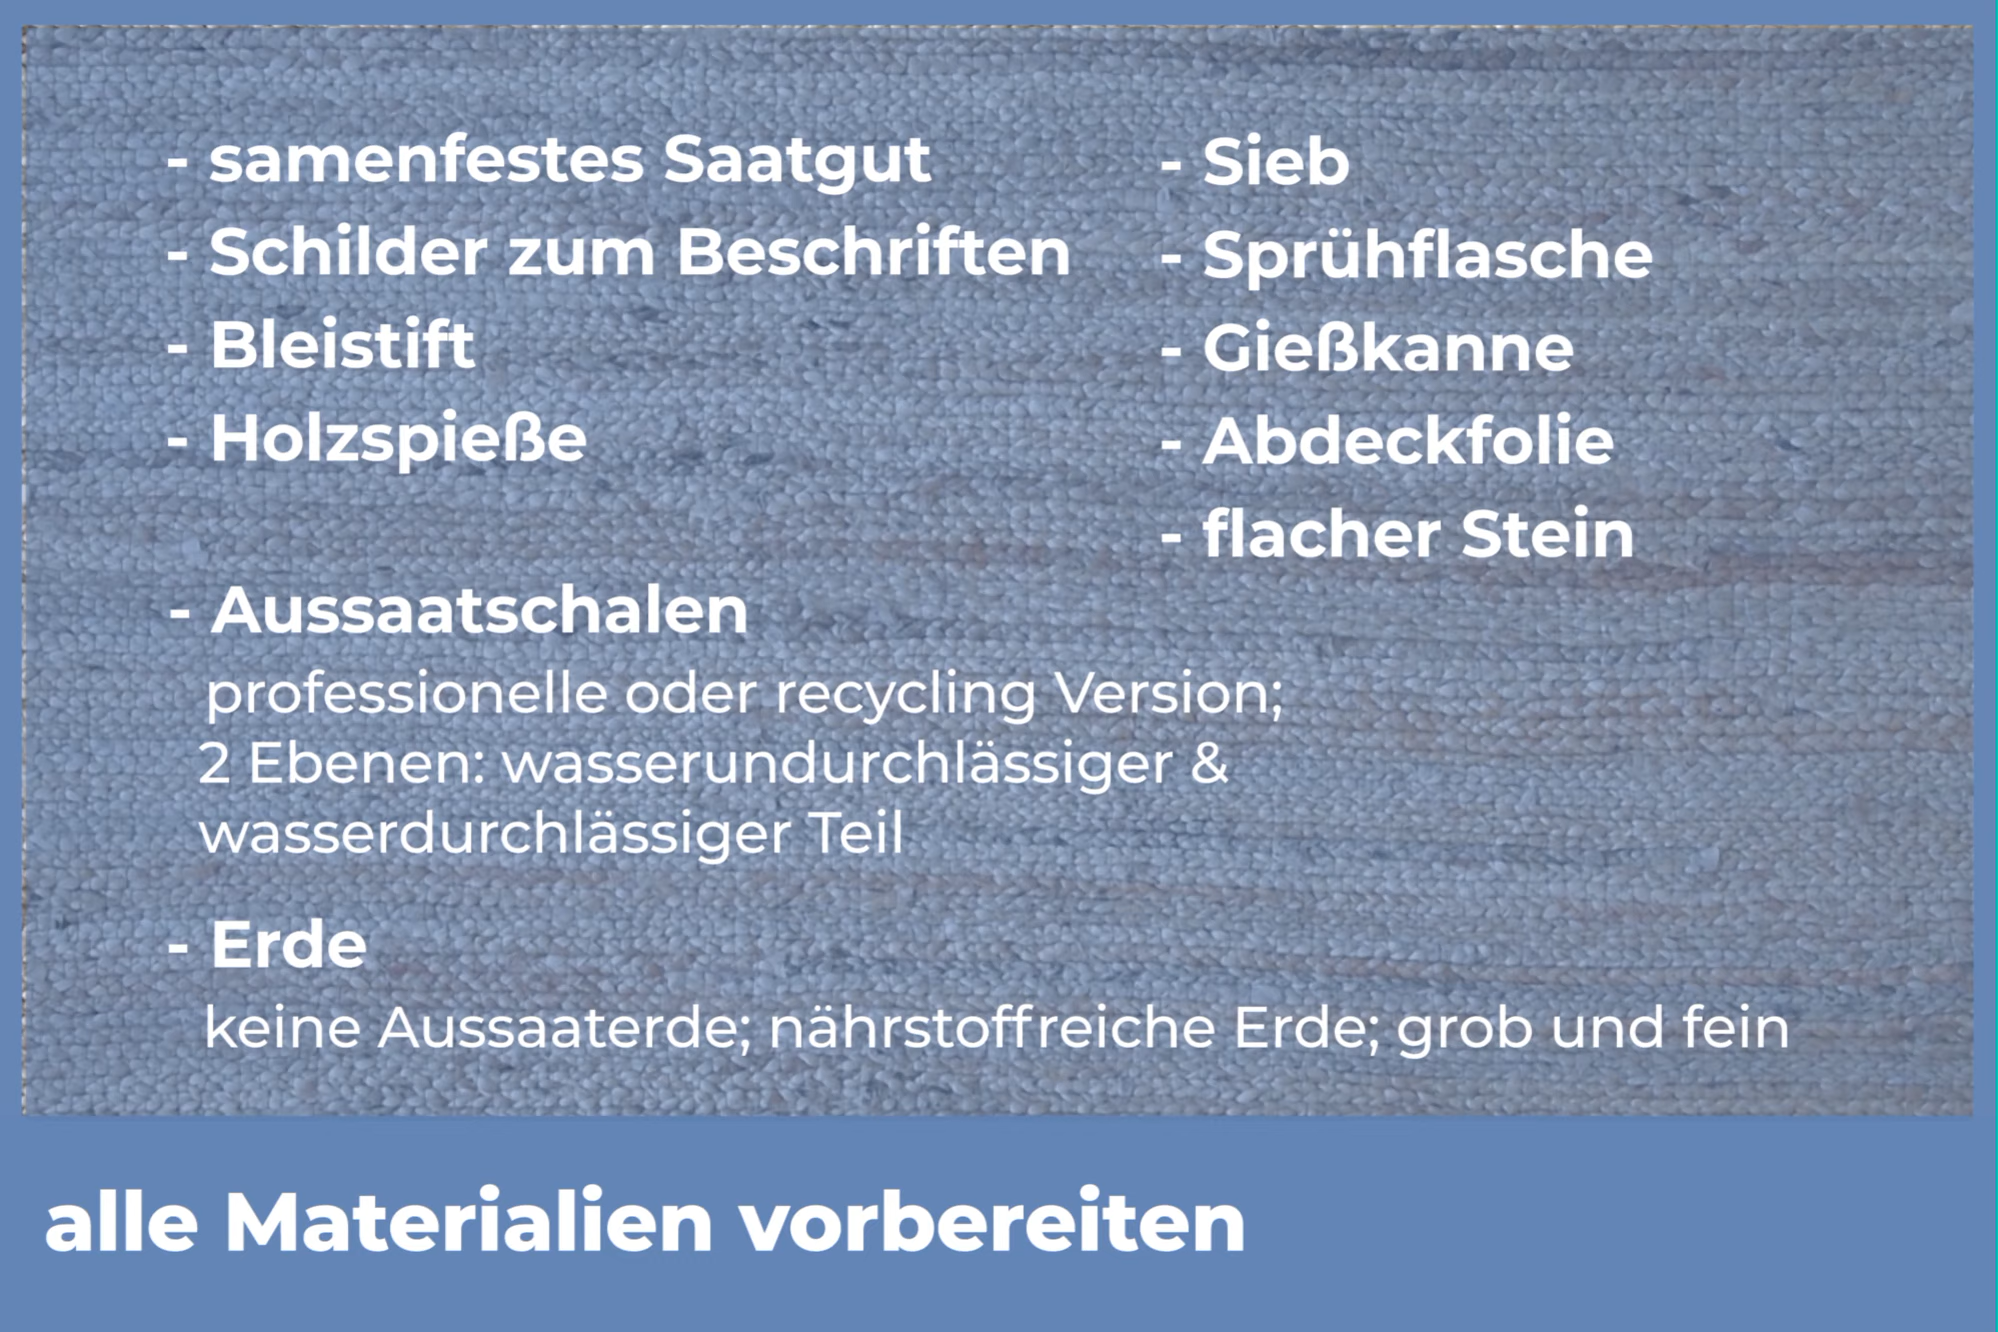 - samenfestes Saatgut
- Schilder zum Beschriften
- Bleistift
- Holzspieße
- Aussaatschalen
professionelle oder recycling Version;
2 Ebenen: wasserundurchlässiger &
wasserdurchlässiger Teil
- Erde
keine Aussaaterde; nährstoffreiche Erde; grob und fein
- Sieb
- Sprühflasche
- Gießkanne
- Abdeckfolie
- flacher Stein
alle Materialien vorbereiten